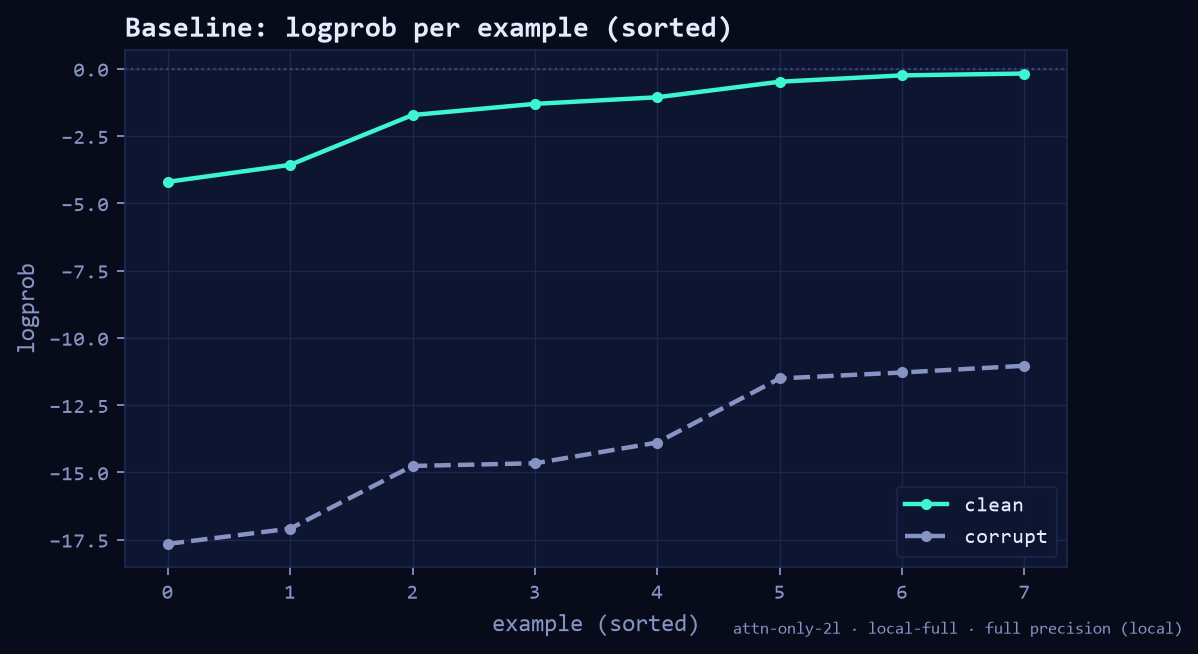 Baseline: logprob per example (sorted)
0.0
−2.5
−5.0
−7.5
−10.0
−12.5
−15.0
−17.5
logprob
clean
corrupt
0 1 2 3 4 5 6 7
example (sorted)
attn-only-2l · local-full · full precision (local)